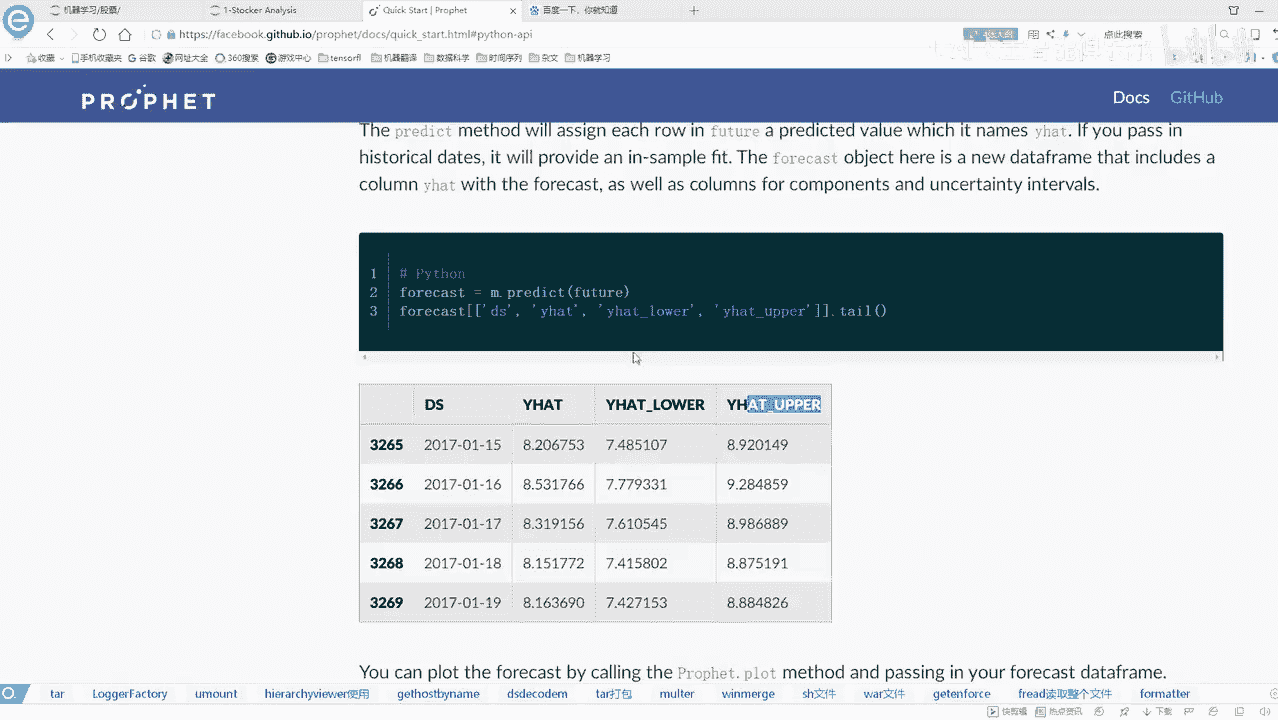 机器学习/股票/
1-Stocker Analysis
Quick Start | Prophet
百度一下，你就知道
https://facebook.github.io/prophet/docs/quick_start.html#python-api
点此搜索
收藏 手机收藏夹 谷歌 网址大全 360搜索 游戏中心 tensorfl 机器翻译 数据科学 时间序列 杂文 机器学习
PROPHET
Docs GitHub
The predict method will assign each row in future a predicted value which it names yhat. If you pass in
historical dates, it will provide an in-sample fit. The forecast object here is a new dataframe that includes a
column yhat with the forecast, as well as columns for components and uncertainty intervals.
1 # Python
2 forecast = m.predict(future)
3 forecast[['ds', 'yhat', 'yhat_lower', 'yhat_upper']].tail()
DS YHAT YHAT_LOWER YHAT_UPPER
3265 2017-01-15 8.206753 7.485107 8.920149
3266 2017-01-16 8.531766 7.779331 9.284859
3267 2017-01-17 8.319156 7.610545 8.986889
3268 2017-01-18 8.151772 7.415802 8.875191
3269 2017-01-19 8.163690 7.427153 8.884826
You can plot the forecast by calling the Prophet.plot method and passing in your forecast dataframe.
tar LoggerFactory umount hierarchyviewer使用 gethostbyname dsdecodem tar打包 multer winmerge sh文件 war文件 getenforce fread读取整个文件 formatter
快剪辑 热点资讯 下载